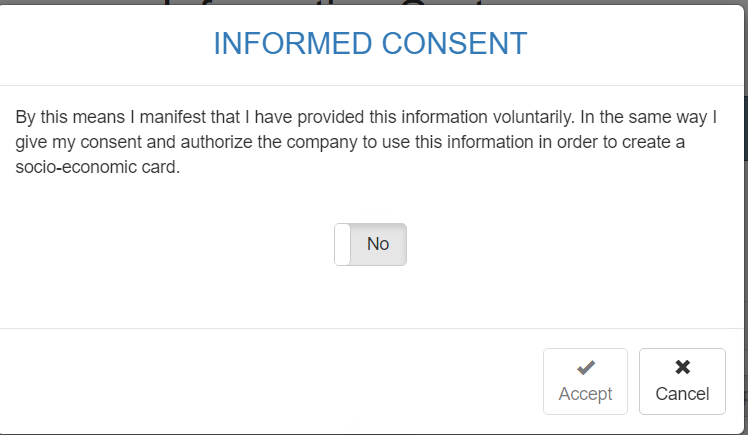 INFORMED CONSENT
By this means I manifest that I have provided this information voluntarily. In the same way I
give my consent and authorize the company to use this information in order to create a
socio-economic card.
No
Accept
Cancel